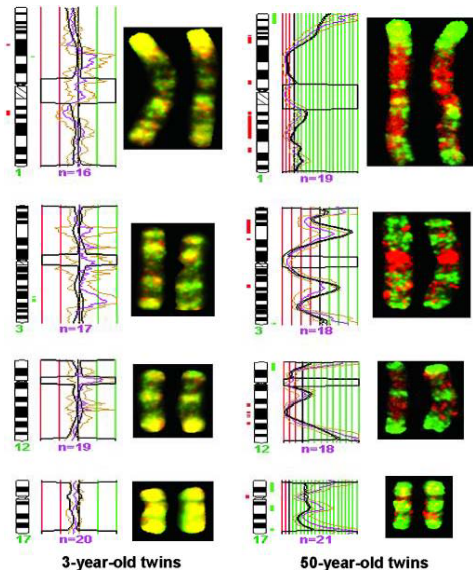 1 n=16 1 n=19
3 n=17 3 n=18
12 n=19 12 n=18
17 n=20 17 n=21
3-year-old twins 50-year-old twins